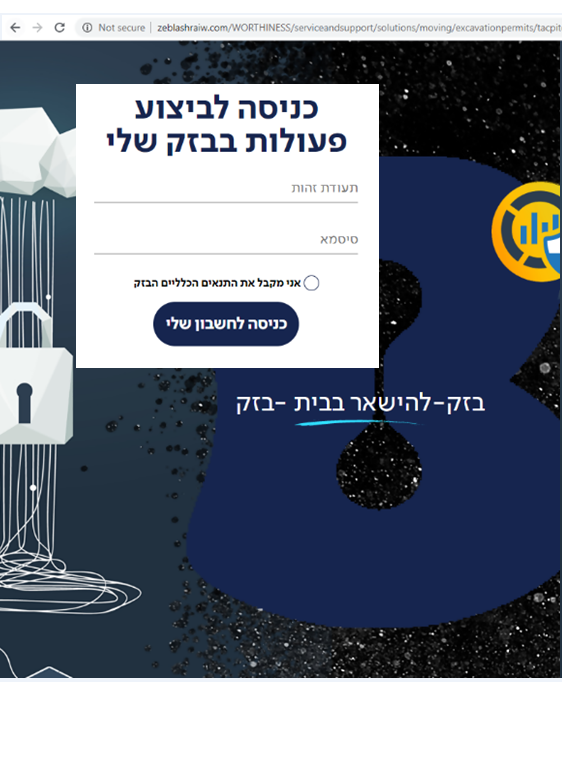 Not secure | zeblashraiw.com/WORTHINESS/serviceandsupport/solutions/moving/excavationpermits/tacpit
כניסה לביצוע
פעולות בבזק שלי
תעודת זהות
סיסמא
אני מקבל את התנאים הכלליים הבזק
כניסה לחשבון שלי
בזק-להישאר בבית -בזק